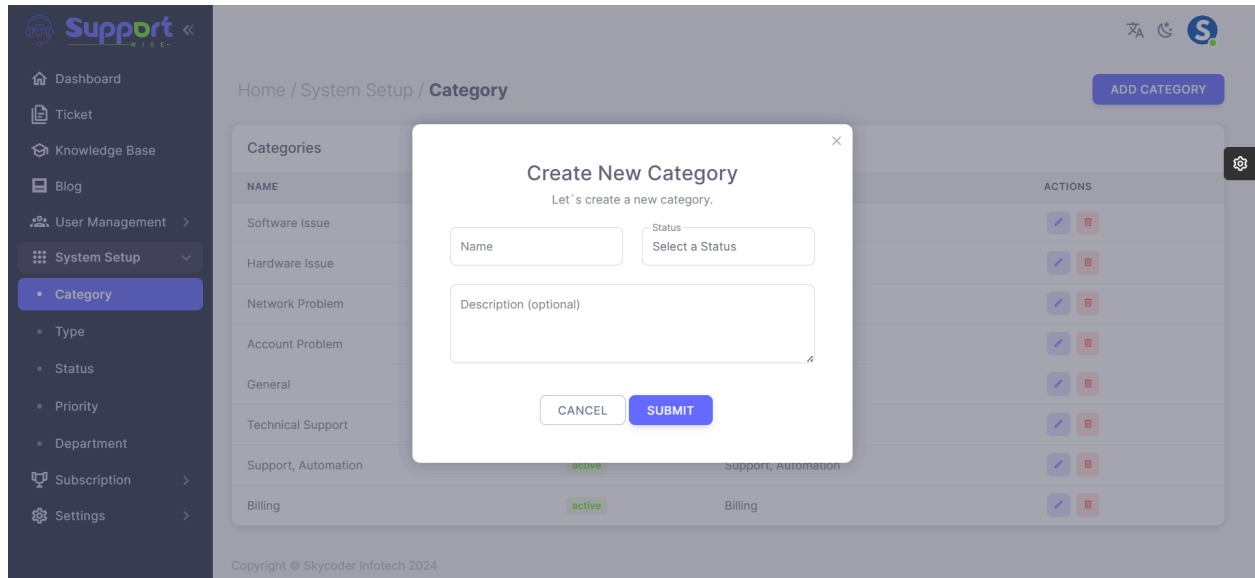 Support
WISE
Dashboard
Ticket
Knowledge Base
Blog
User Management
System Setup
Category
Type
Status
Priority
Department
Subscription
Settings
Home / System Setup / Category
ADD CATEGORY
Categories
NAME
ACTIONS
Software Issue
Hardware Issue
Network Problem
Account Problem
General
Technical Support
Support, Automation active Support, Automation
Billing active Billing
Create New Category
Let`s create a new category.
Name
Status
Select a Status
Description (optional)
CANCEL SUBMIT
Copyright © Skycoder Infotech 2024